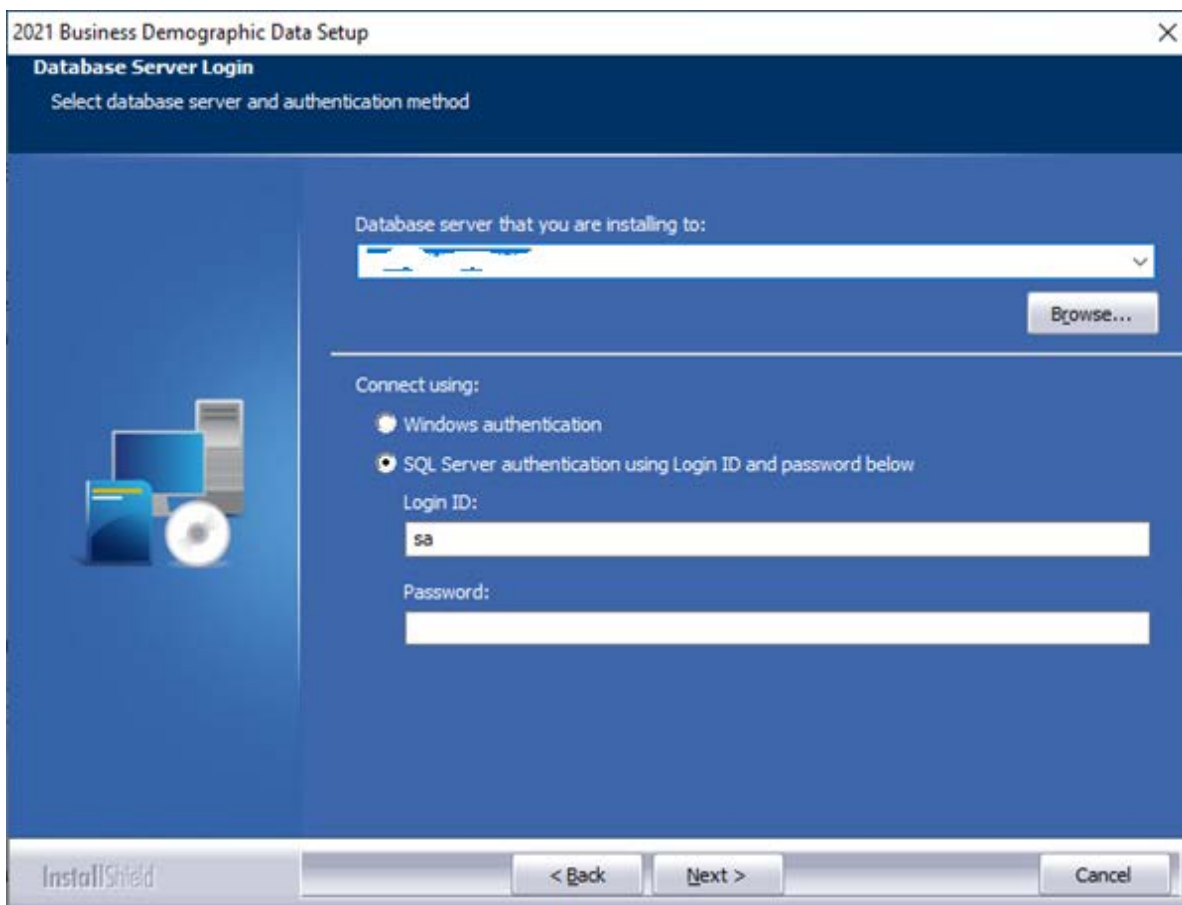 2021 Business Demographic Data Setup
Database Server Login
Select database server and authentication method
Database server that you are installing to:
Browse...
Connect using:
Windows authentication
SQL Server authentication using Login ID and password below
Login ID:
sa
Password:
InstallShield
< Back
Next >
Cancel